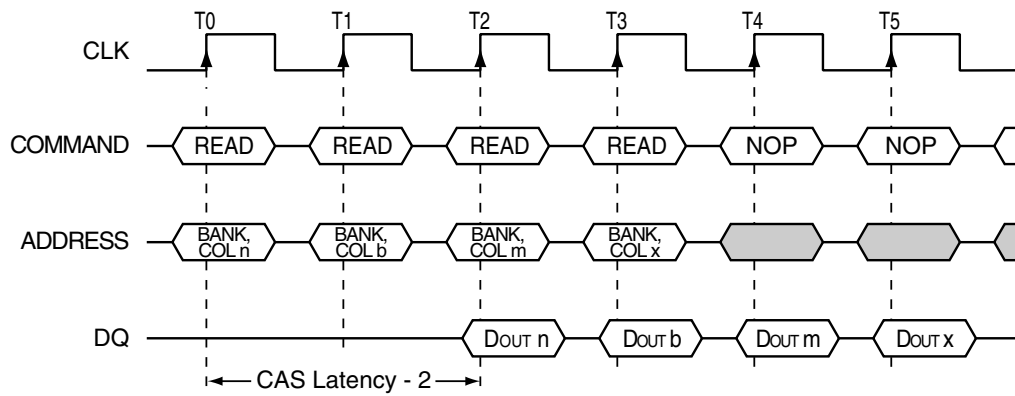 T0 T1 T2 T3 T4 T5
CLK
COMMAND READ READ READ READ NOP NOP
ADDRESS BANK, COL n BANK, COL b BANK, COL m BANK, COL x
DQ DOUT n DOUT b DOUT m DOUT x
CAS Latency - 2